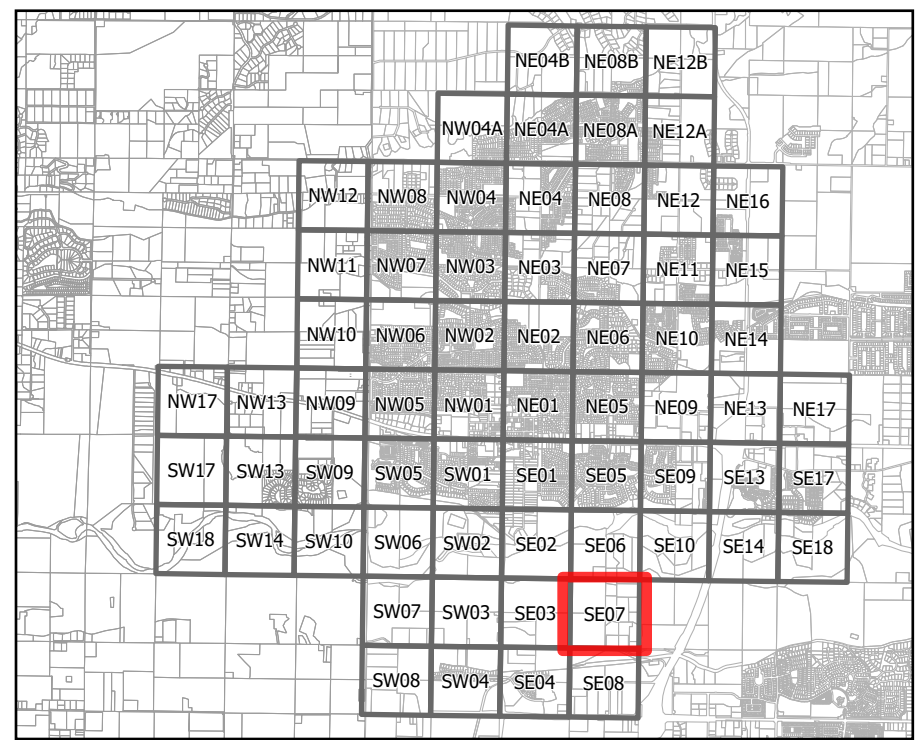 NE04B NE08B NE12B
NW04A NE04A NE08A NE12A
NW12 NW08 NW04 NE04 NE08 NE12 NE16
NW11 NW07 NW03 NE03 NE07 NE11 NE15
NW10 NW06 NW02 NE02 NE06 NE10 NE14
NW17 NW13 NW09 NW05 NW01 NE01 NE05 NE09 NE13 NE17
SW17 SW13 SW09 SW05 SW01 SE01 SE05 SE09 SE13 SE17
SW18 SW14 SW10 SW06 SW02 SE02 SE06 SE10 SE14 SE18
SW07 SW03 SE03 SE07
SW08 SW04 SE04 SE08